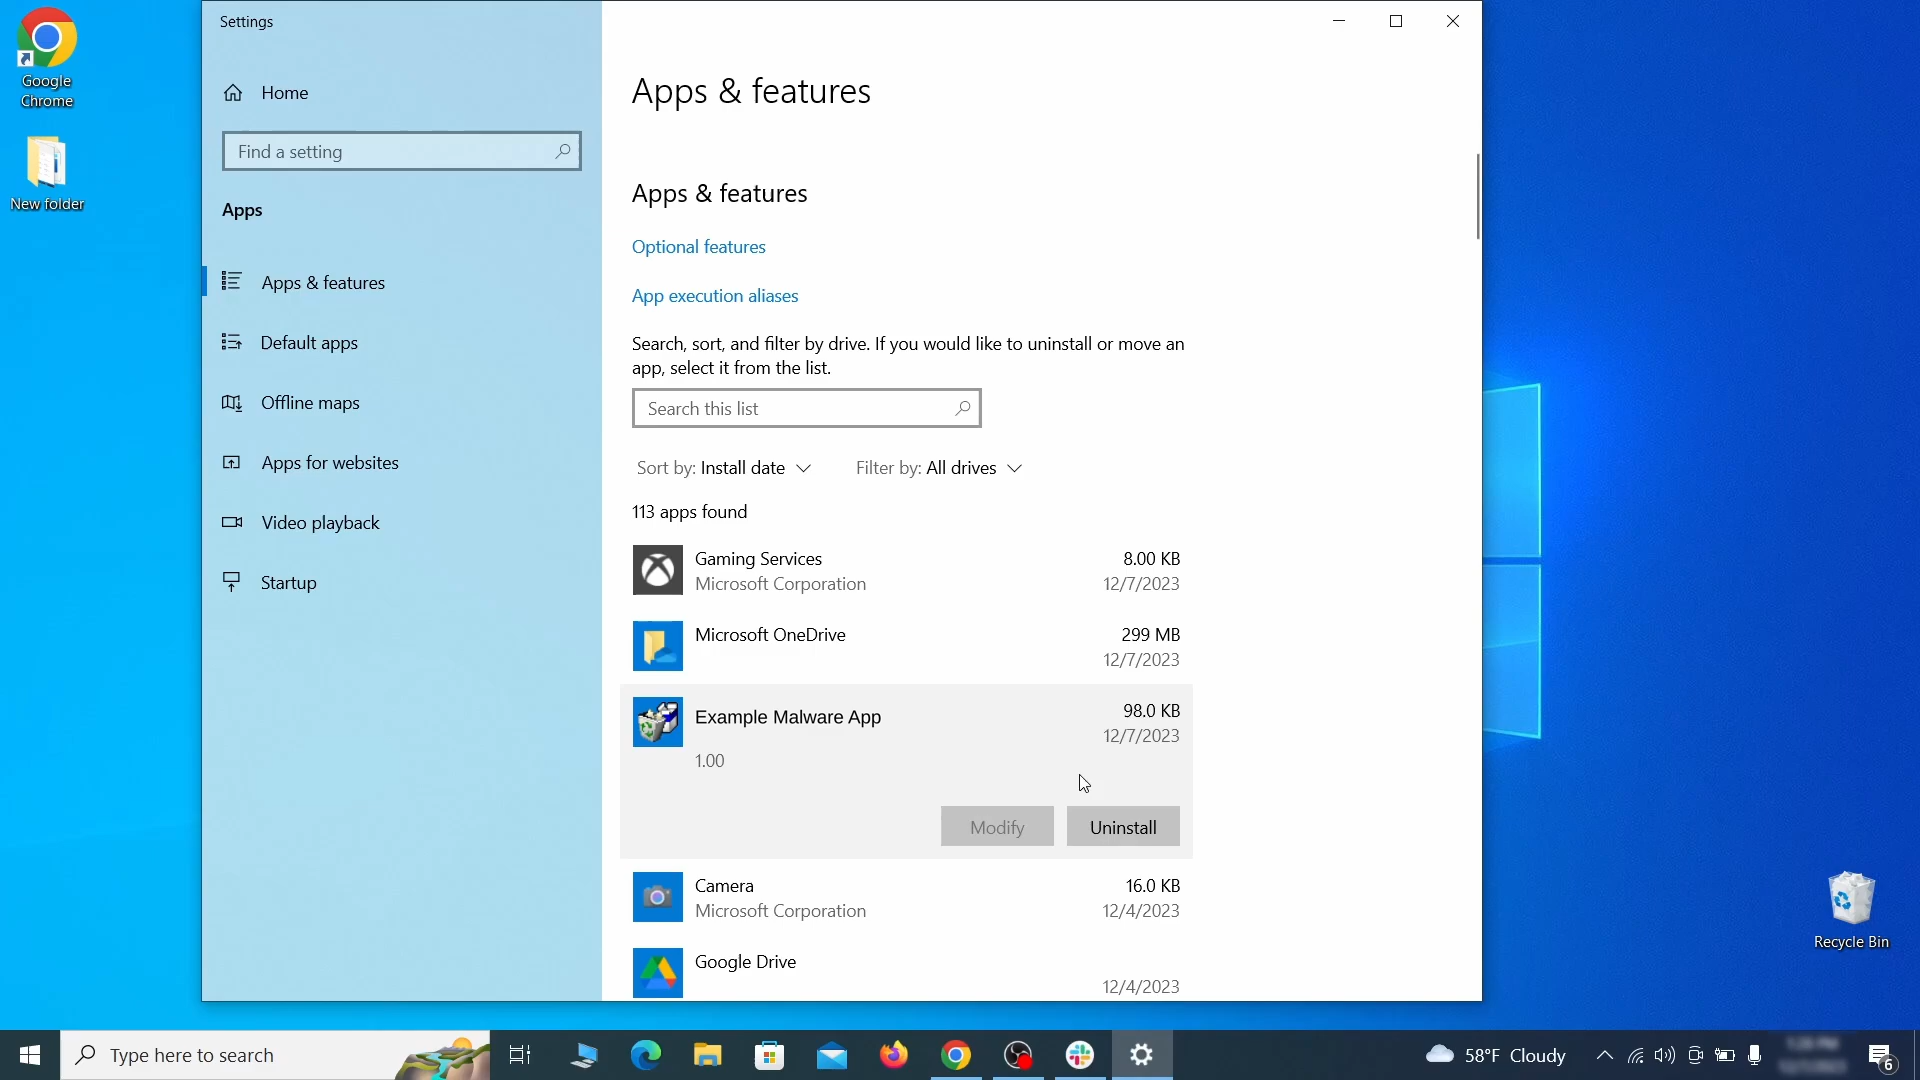 Settings
Google
Chrome
New folder
Home
Find a setting
Apps
Apps & features
Default apps
Offline maps
Apps for websites
Video playback
Startup
Apps & features
Apps & features
Optional features
App execution aliases
Search, sort, and filter by drive. If you would like to uninstall or move an
app, select it from the list.
Search this list
Sort by: Install date
Filter by: All drives
113 apps found
Gaming Services
8.00 KB
Microsoft Corporation
12/7/2023
Microsoft OneDrive
299 MB
12/7/2023
Example Malware App
98.0 KB
12/7/2023
1.00
Modify
Uninstall
Camera
16.0 KB
Microsoft Corporation
12/4/2023
Google Drive
12/4/2023
Recycle Bin
Type here to search
58°F Cloudy
6